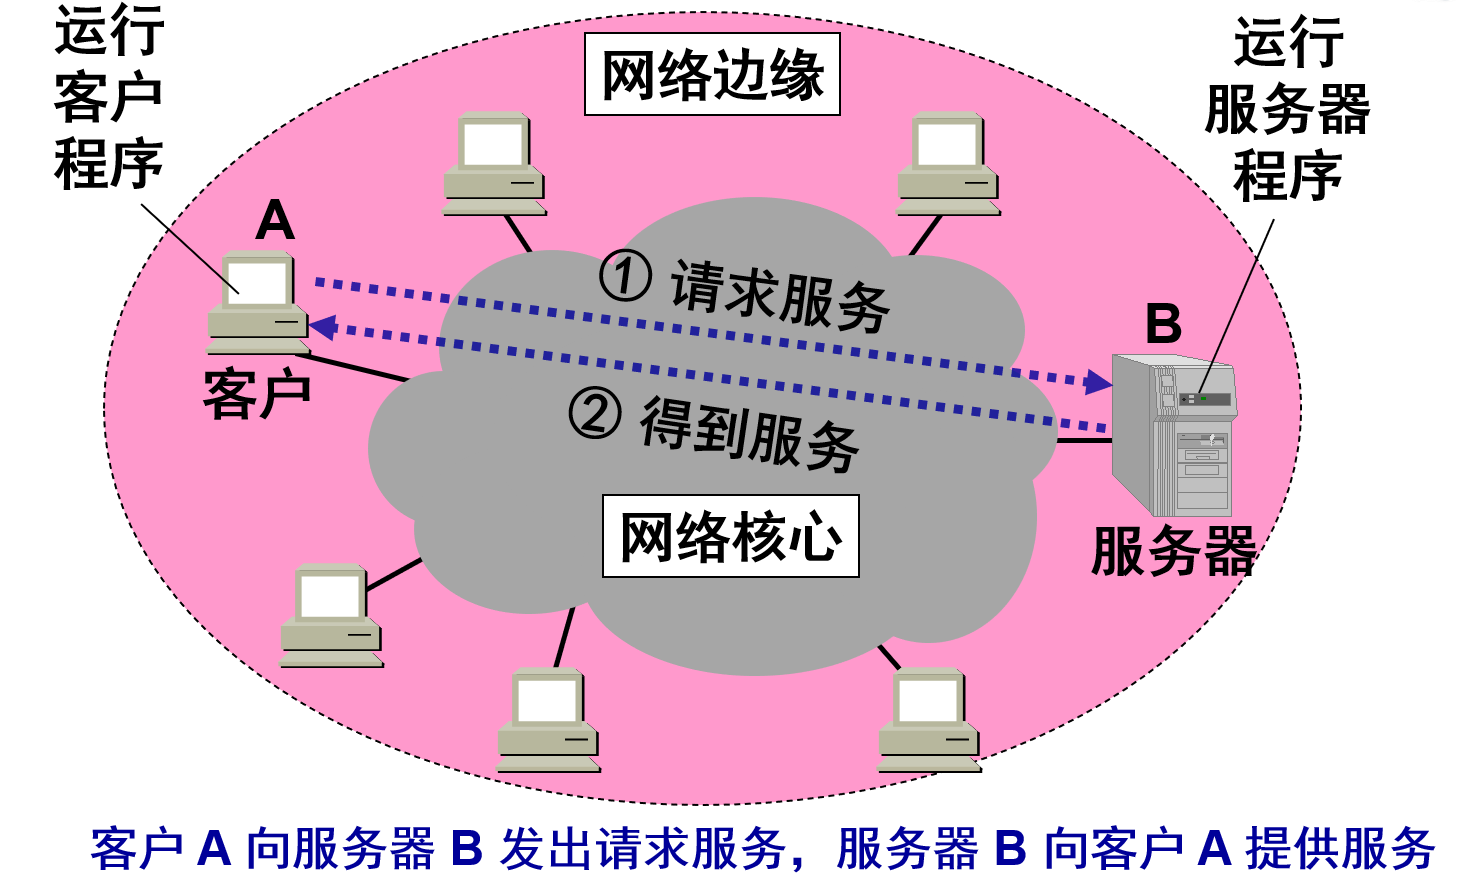 运行
客户
程序
网络边缘
运行
服务器
程序
A
① 请求服务
B
客户
② 得到服务
网络核心
服务器
客户 A 向服务器 B 发出请求服务，服务器 B 向客户 A 提供服务